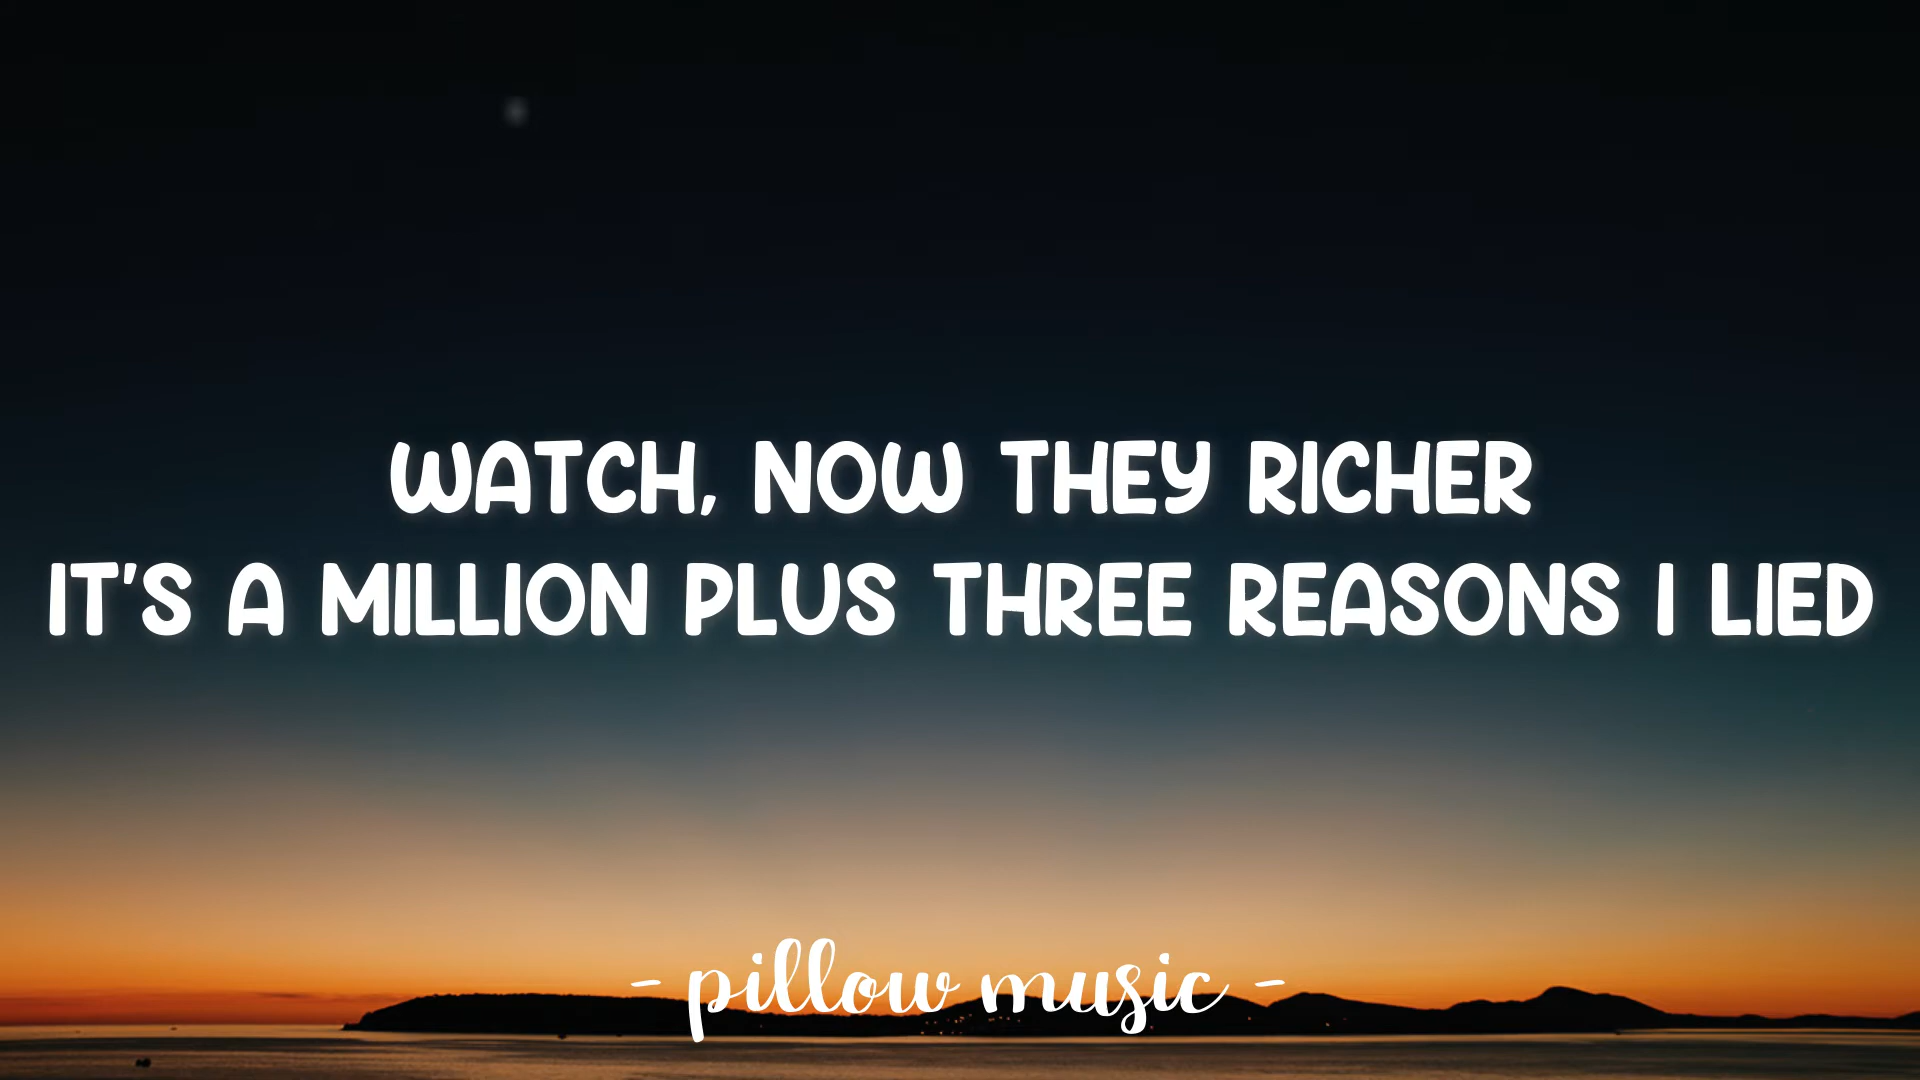 WATCH, NOW THEY RICHER
IT'S A MILLION PLUS THREE REASONS I LIED
- pillow music -